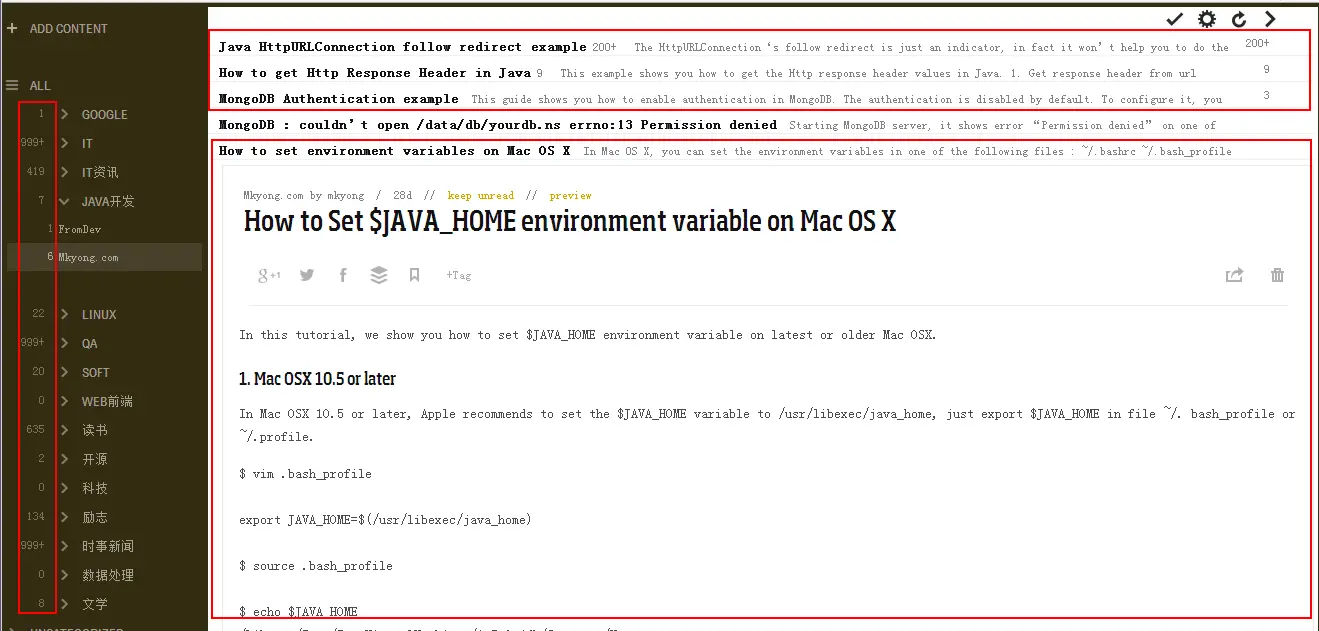 ADD CONTENT
ALL
1 GOOGLE
999+ IT
419 IT资讯
7 JAVA开发
1 FromDev
6 Mkyong.com
22 LINUX
999+ QA
20 SOFT
0 WEB前端
635 读书
2 开源
0 科技
134 励志
999+ 时事新闻
0 数据处理
8 文学
UNCATEGORIZED
Java HttpURLConnection follow redirect example 200+ The HttpURLConnection‘s follow redirect is just an indicator, in fact it won’t help you to do the 200+
How to get Http Response Header in Java 9 This example shows you how to get the Http response header values in Java. 1. Get response header from url 9
MongoDB Authentication example This guide shows you how to enable authentication in MongoDB. The authentication is disabled by default. To configure it, you 3
MongoDB : couldn’t open /data/db/yourdb.ns errno:13 Permission denied Starting MongoDB server, it shows error “Permission denied” on one of
How to set environment variables on Mac OS X In Mac OS X, you can set the environment variables in one of the following files : ~/.bashrc ~/.bash_profile
Mkyong.com by mkyong / 28d // keep unread // preview
How to Set $JAVA_HOME environment variable on Mac OS X
g+1 f +Tag
In this tutorial, we show you how to set $JAVA_HOME environment variable on latest or older Mac OSX.
1. Mac OSX 10.5 or later
In Mac OSX 10.5 or later, Apple recommends to set the $JAVA_HOME variable to /usr/libexec/java_home, just export $JAVA_HOME in file ~/. bash_profile or
~/.profile.
$ vim .bash_profile
export JAVA_HOME=$(/usr/libexec/java_home)
$ source .bash_profile
$ echo $JAVA_HOME